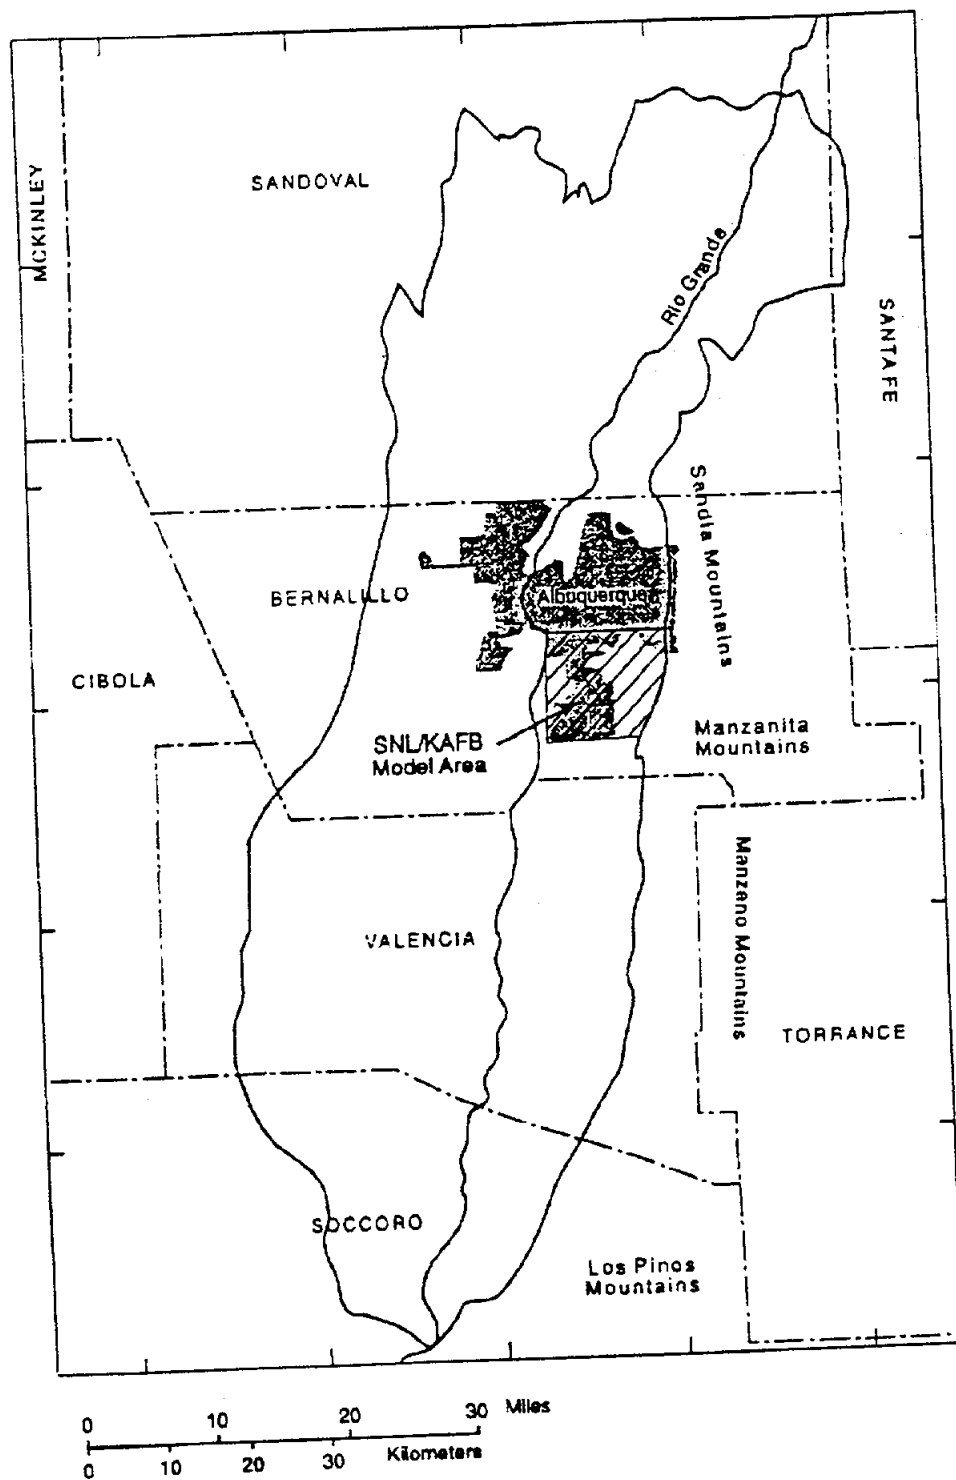 SANDOVAL
MCKINLEY
Rio Grande
SANTA FE
Sandia Mountains
BERNALILLO
Albuquerque
CIBOLA
SNL/KAFB
Model Area
Manzanita
Mountains
Manzano Mountains
VALENCIA
TORRANCE
SOCCORO
Los Pinos
Mountains
0 10 20 30 Miles
0 10 20 30 Kilometers